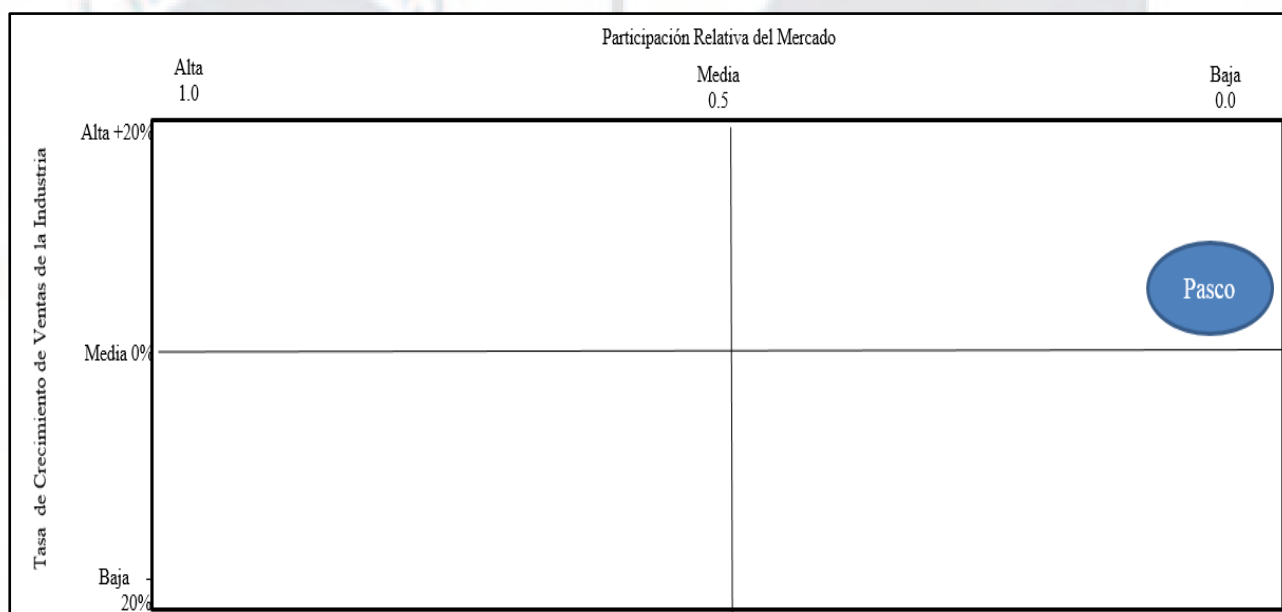 Participación Relativa del Mercado
Alta
1.0
Media
0.5
Baja
0.0
Tasa de Crecimiento de Ventas de la Industria
Alta +20%
Pasco
Media 0%
Baja -
20%